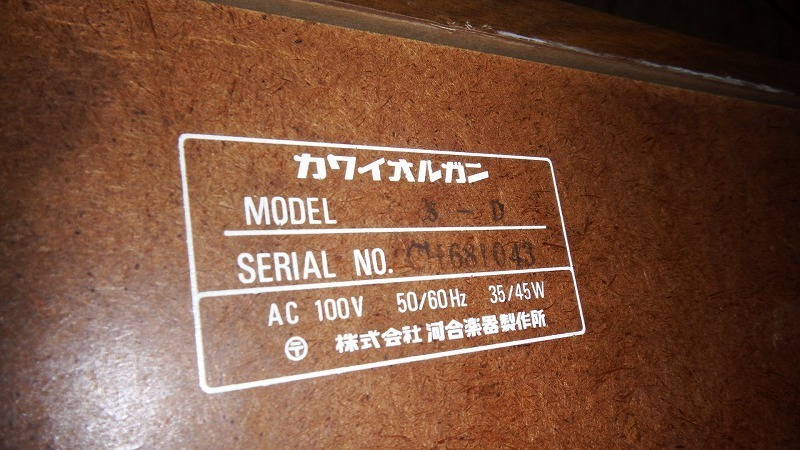 カワイオルガン
MODEL S-D
SERIAL NO. CH681043
AC 100V 50/60Hz 35/45W
〶 株式会社 河合楽器製作所